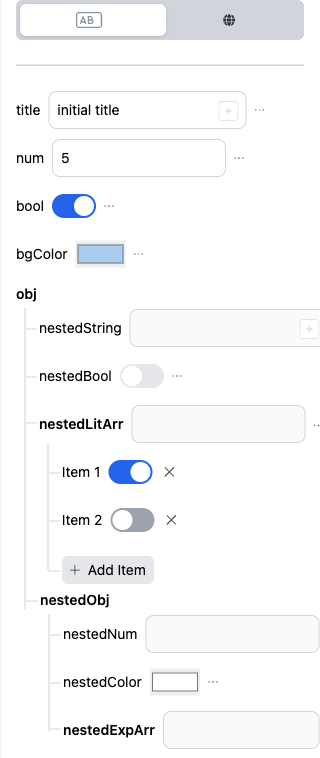 AB
title initial title
num 5
bool
bgColor
obj
nestedString
nestedBool
nestedLitArr
Item 1
Item 2
Add Item
nestedObj
nestedNum
nestedColor
nestedExpArr